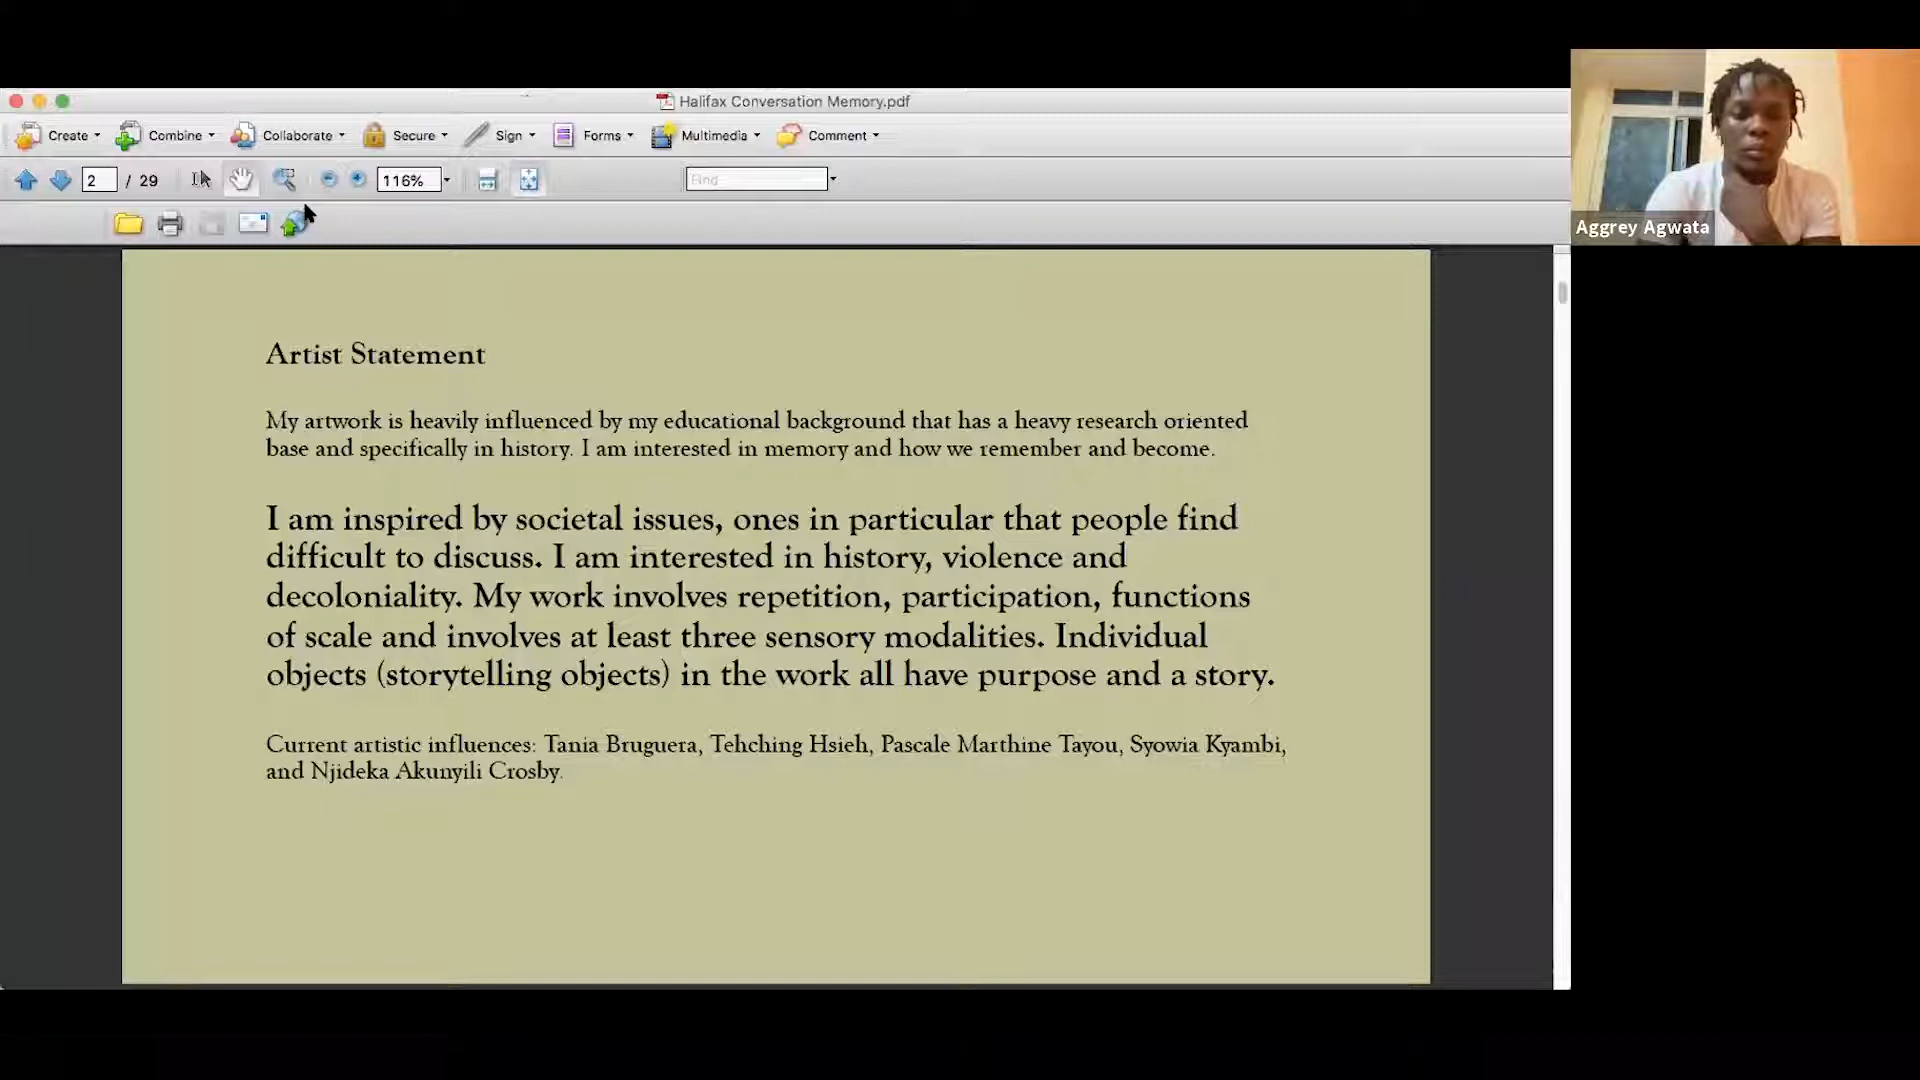 Halifax Conversation Memory.pdf
Create
Combine
Collaborate
Secure
Sign
Forms
Multimedia
Comment
2 / 29
116%
Find
Aggrey Agwata
Artist Statement
My artwork is heavily influenced by my educational background that has a heavy research oriented
base and specifically in history. I am interested in memory and how we remember and become.
I am inspired by societal issues, ones in particular that people find
difficult to discuss. I am interested in history, violence and
decoloniality. My work involves repetition, participation, functions
of scale and involves at least three sensory modalities. Individual
objects (storytelling objects) in the work all have purpose and a story.
Current artistic influences: Tania Bruguera, Tehching Hsieh, Pascale Marthine Tayou, Syowia Kyambi,
and Njideka Akunyili Crosby.